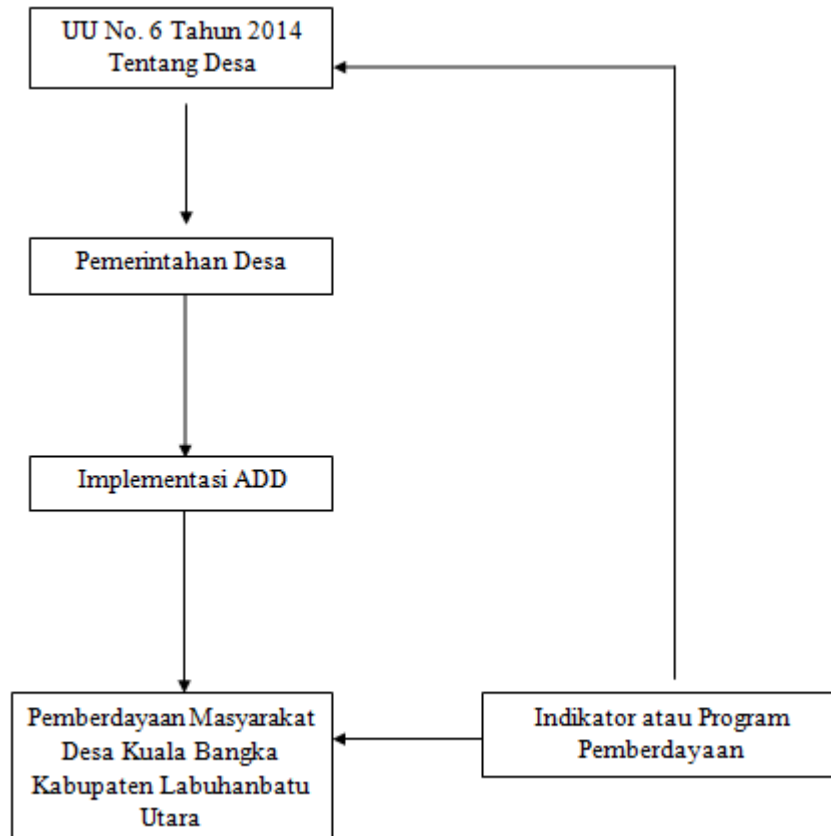 UU No. 6 Tahun 2014
Tentang Desa
Pemerintahan Desa
Implementasi ADD
Pemberdayaan Masyarakat
Desa Kuala Bangka
Kabupaten Labuhanbatu
Utara
Indikator atau Program
Pemberdayaan